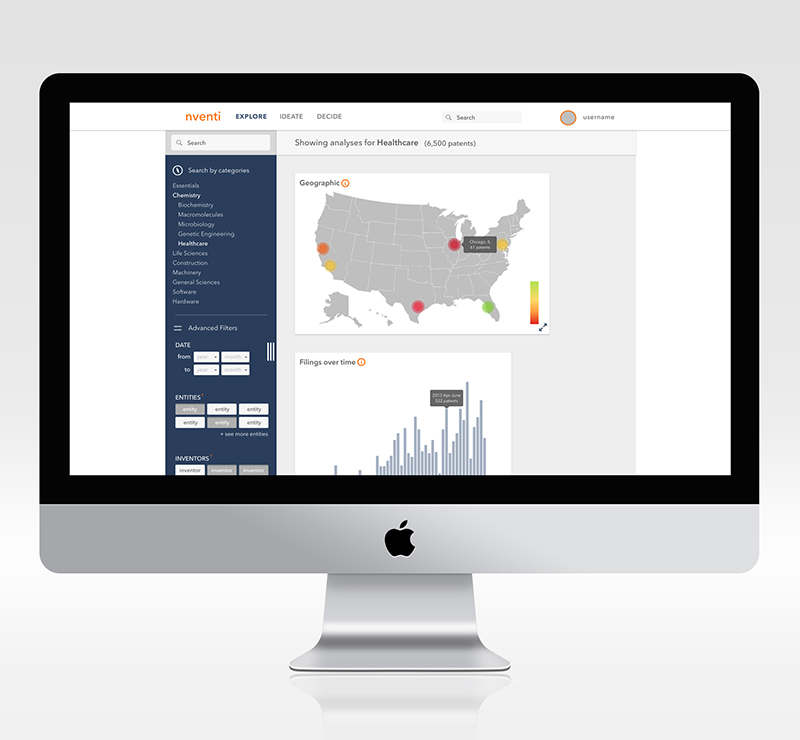 nventi
EXPLORE IDEATE DECIDE
Search
username
Search
Showing analyses for Healthcare (6,500 patents)
Search by categories
Essentials
Chemistry
Biochemistry
Macromolecules
Microbiology
Genetic Engineering
Healthcare
Life Sciences
Construction
Machinery
General Sciences
Software
Hardware
Advanced Filters
DATE
from year month
to year month
ENTITIES
entity entity entity
entity entity entity
+ see more entities
INVENTORS
inventor inventor inventor
Geographic
Chicago, IL
61 patents
Filings over time
2013 Apr-June
532 patents